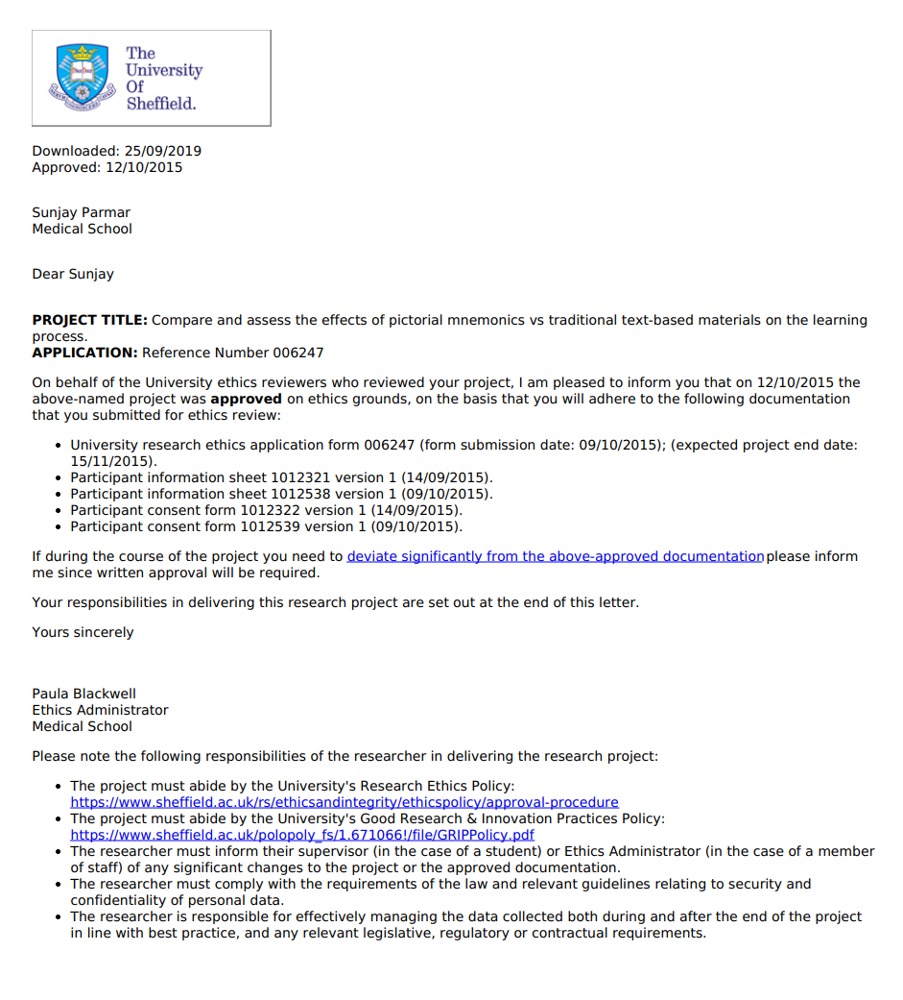 The
University
Of
Sheffield.
Downloaded: 25/09/2019
Approved: 12/10/2015
Sunjay Parmar
Medical School
Dear Sunjay
PROJECT TITLE: Compare and assess the effects of pictorial mnemonics vs traditional text-based materials on the learning
process.
APPLICATION: Reference Number 006247
On behalf of the University ethics reviewers who reviewed your project, I am pleased to inform you that on 12/10/2015 the
above-named project was approved on ethics grounds, on the basis that you will adhere to the following documentation
that you submitted for ethics review:
• University research ethics application form 006247 (form submission date: 09/10/2015); (expected project end date:
15/11/2015).
• Participant information sheet 1012321 version 1 (14/09/2015).
• Participant information sheet 1012538 version 1 (09/10/2015).
• Participant consent form 1012322 version 1 (14/09/2015).
• Participant consent form 1012539 version 1 (09/10/2015).
If during the course of the project you need to deviate significantly from the above-approved documentation please inform
me since written approval will be required.
Your responsibilities in delivering this research project are set out at the end of this letter.
Yours sincerely
Paula Blackwell
Ethics Administrator
Medical School
Please note the following responsibilities of the researcher in delivering the research project:
• The project must abide by the University's Research Ethics Policy:
https://www.sheffield.ac.uk/rs/ethicsandintegrity/ethicspolicy/approval-procedure
• The project must abide by the University's Good Research & Innovation Practices Policy:
https://www.sheffield.ac.uk/polopoly_fs/1.671066!/file/GRIPPolicy.pdf
• The researcher must inform their supervisor (in the case of a student) or Ethics Administrator (in the case of a member
of staff) of any significant changes to the project or the approved documentation.
• The researcher must comply with the requirements of the law and relevant guidelines relating to security and
confidentiality of personal data.
• The researcher is responsible for effectively managing the data collected both during and after the end of the project
in line with best practice, and any relevant legislative, regulatory or contractual requirements.